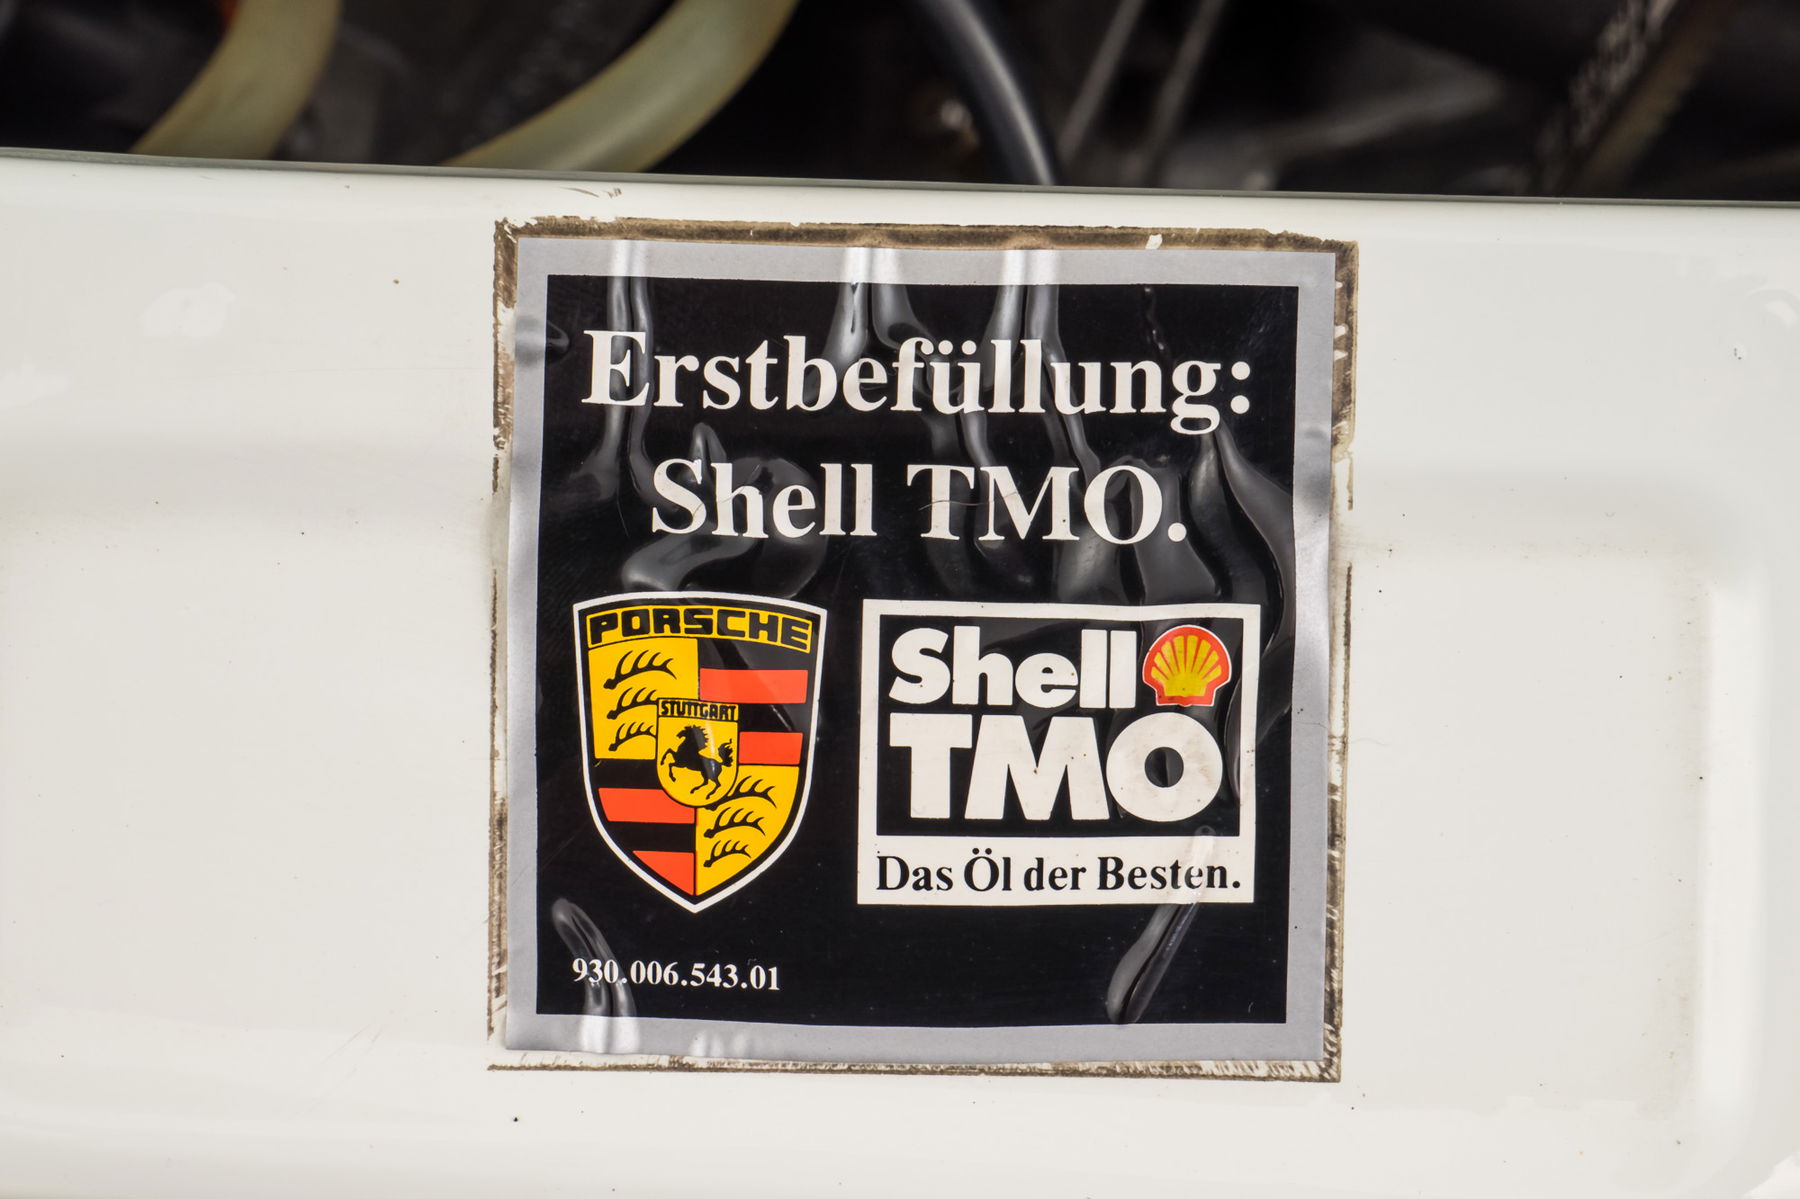 Erstbefüllung:
Shell TMO.
PORSCHE
STUTTGART
Shell
TMO
Das Öl der Besten.
930.006.543.01